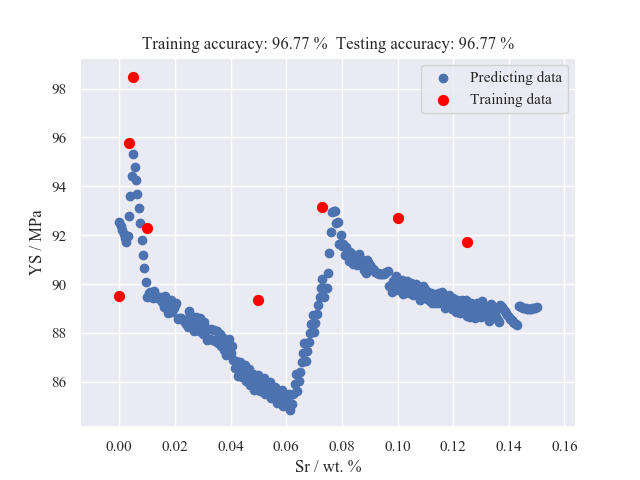 Training accuracy: 96.77 %  Testing accuracy: 96.77 %
Predicting data
Training data
98
96
94
92
90
88
86
YS / MPa
0.00 0.02 0.04 0.06 0.08 0.10 0.12 0.14 0.16
Sr / wt. %